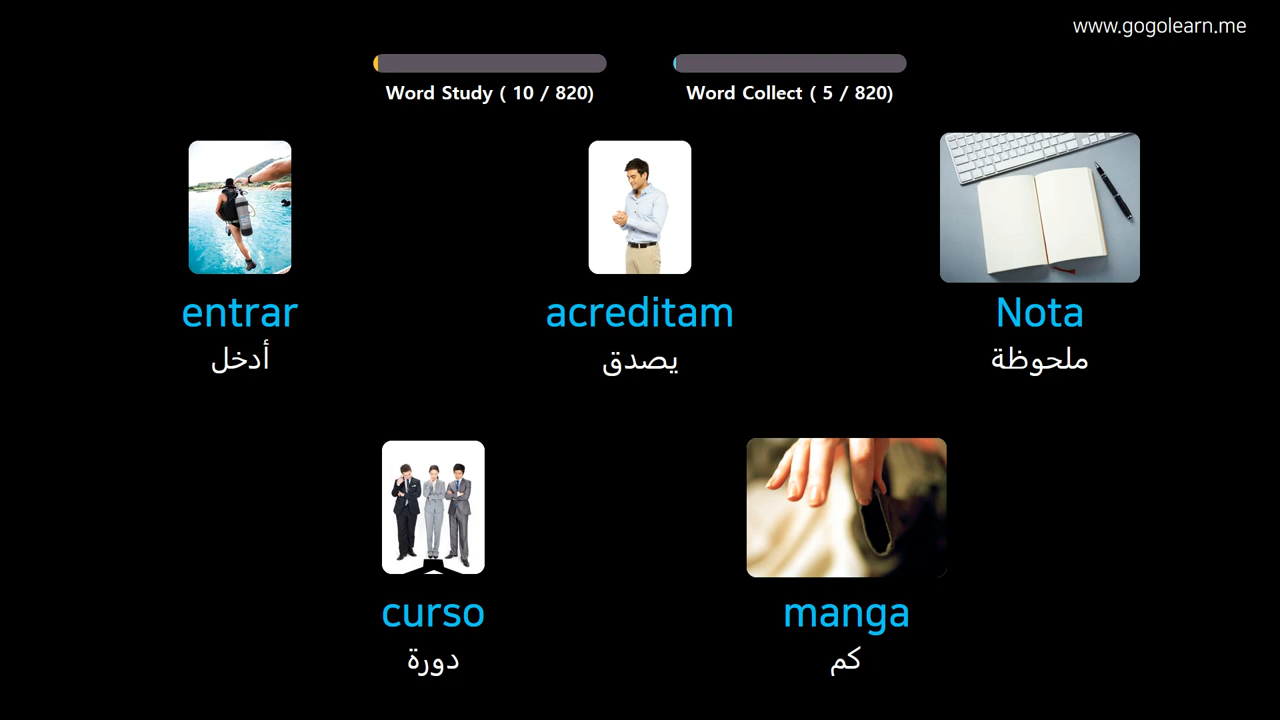 www.gogolearn.me
Word Study ( 10 / 820)
Word Collect ( 5 / 820)
entrar
أدخل
acreditam
يصدق
Nota
ملحوظة
curso
دورة
manga
كم